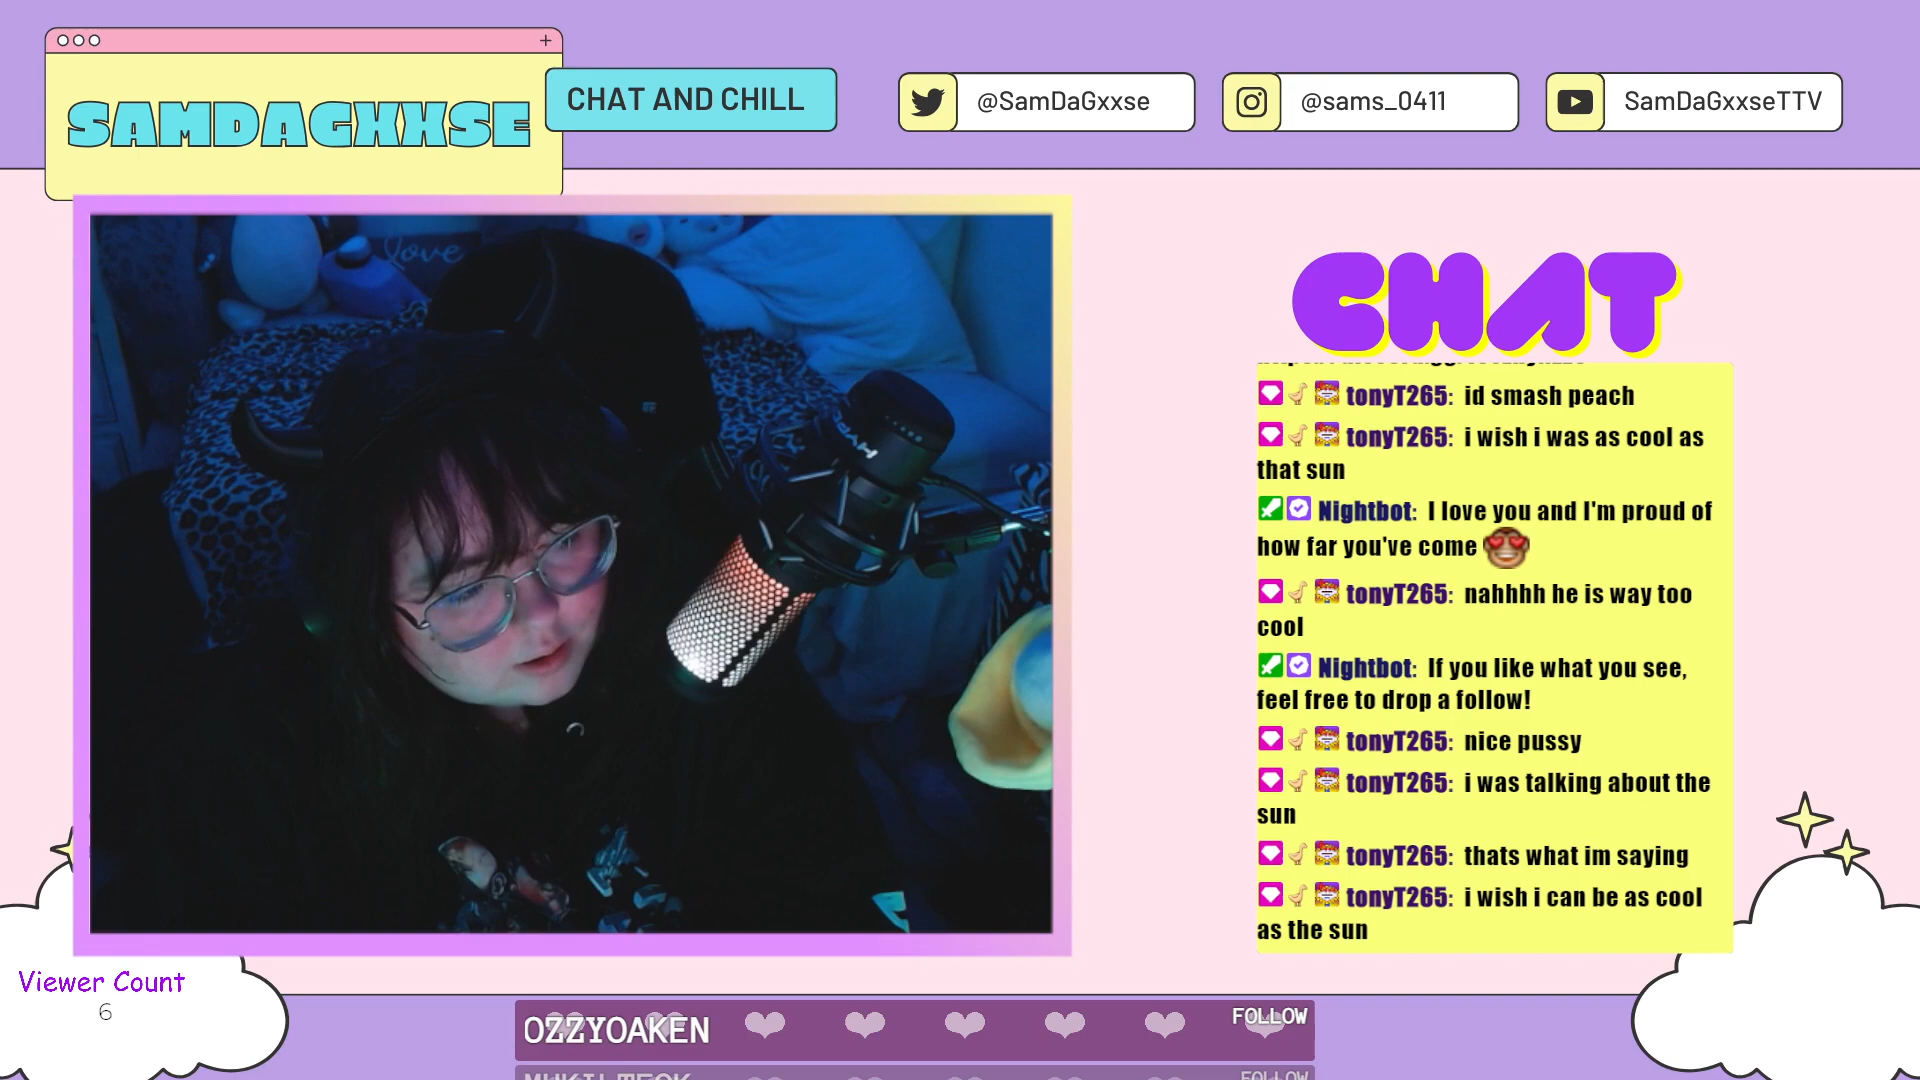 SAMDAGXXSE
CHAT AND CHILL
@SamDaGxxse
@sams_0411
SamDaGxxseTTV
love
HYPERX
CHAT
tonyT265: id smash peach
tonyT265: i wish i was as cool as
that sun
Nightbot: I love you and I'm proud of
how far you've come
tonyT265: nahhhh he is way too
cool
Nightbot: If you like what you see,
feel free to drop a follow!
tonyT265: nice pussy
tonyT265: i was talking about the
sun
tonyT265: thats what im saying
tonyT265: i wish i can be as cool
as the sun
Viewer Count
6
OZZYOAKEN
FOLLOW
FOLLOW